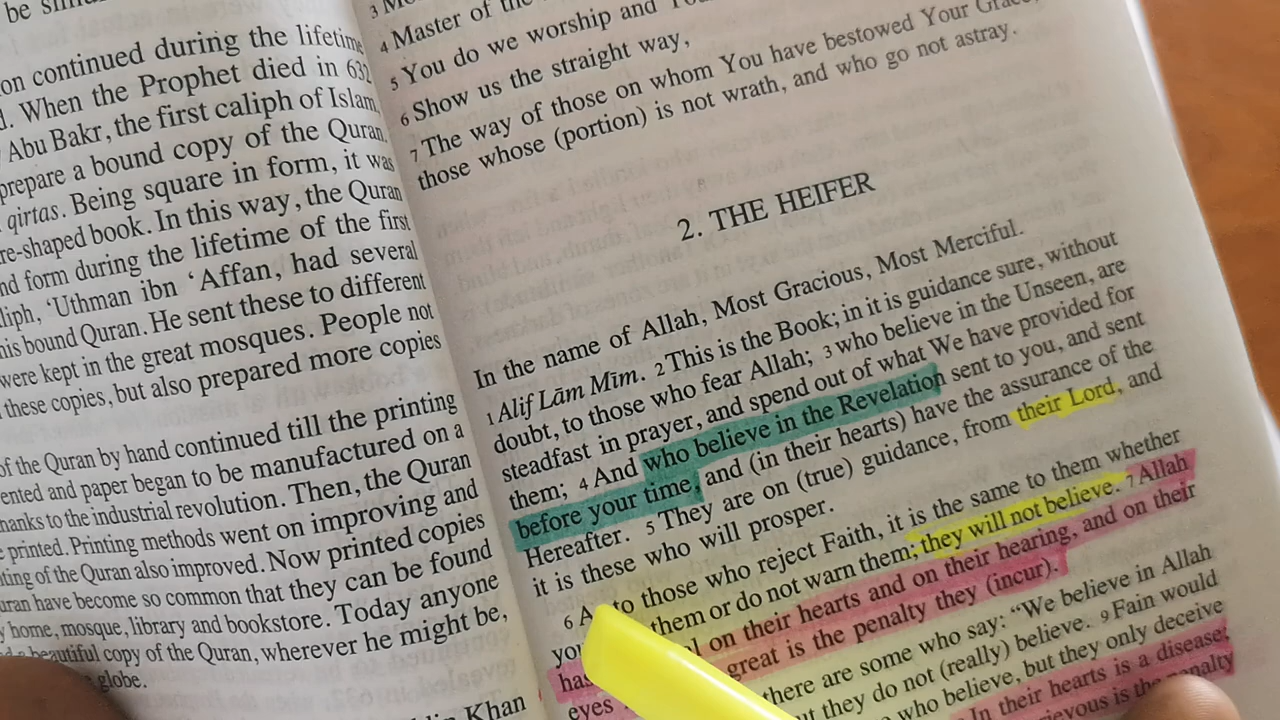 be
on continued during the lifetime
d. When the Prophet died in 632
Abu Bakr, the first caliph of Islam,
prepare a bound copy of the Quran.
qirtas. Being square in form, it was
re-shaped book. In this way, the Quran
nd form during the lifetime of the first
liph, ‘Uthman ibn ‘Affan, had several
his bound Quran. He sent these to different
were kept in the great mosques. People not
these copies, but also prepared more copies
of the Quran by hand continued till the printing
ented and paper began to be manufactured on a
hanks to the industrial revolution. Then, the Quran
printed. Printing methods went on improving and
ting of the Quran also improved. Now printed copies
uran have become so common that they can be found
y home, mosque, library and bookstore. Today anyone
a beautiful copy of the Quran, wherever he might be,
globe.
Khan
3
4 Master of the
5 You do we worship and
6 Show us the straight way,
7 The way of those on whom You have bestowed Your Grace,
those whose (portion) is not wrath, and who go not astray.
2. THE HEIFER
In the name of Allah, Most Gracious, Most Merciful.
1 Alif Lām Mīm. 2 This is the Book; in it is guidance sure, without
doubt, to those who fear Allah; 3 who believe in the Unseen, are
steadfast in prayer, and spend out of what We have provided for
them; 4 And who believe in the Revelation sent to you, and sent
before your time, and (in their hearts) have the assurance of the
Hereafter. 5 They are on (true) guidance, from their Lord, and
it is these who will prosper.
6 As to those who reject Faith, it is the same to them whether
you them or do not warn them; they will not believe. 7 Allah
has on their hearts and on their hearing, and on their
eyes great is the penalty they (incur).
there are some who say: “We believe in Allah
they do not (really) believe. 9 Fain would
who believe, but they only deceive
In their hearts is a disease;
is the penalty